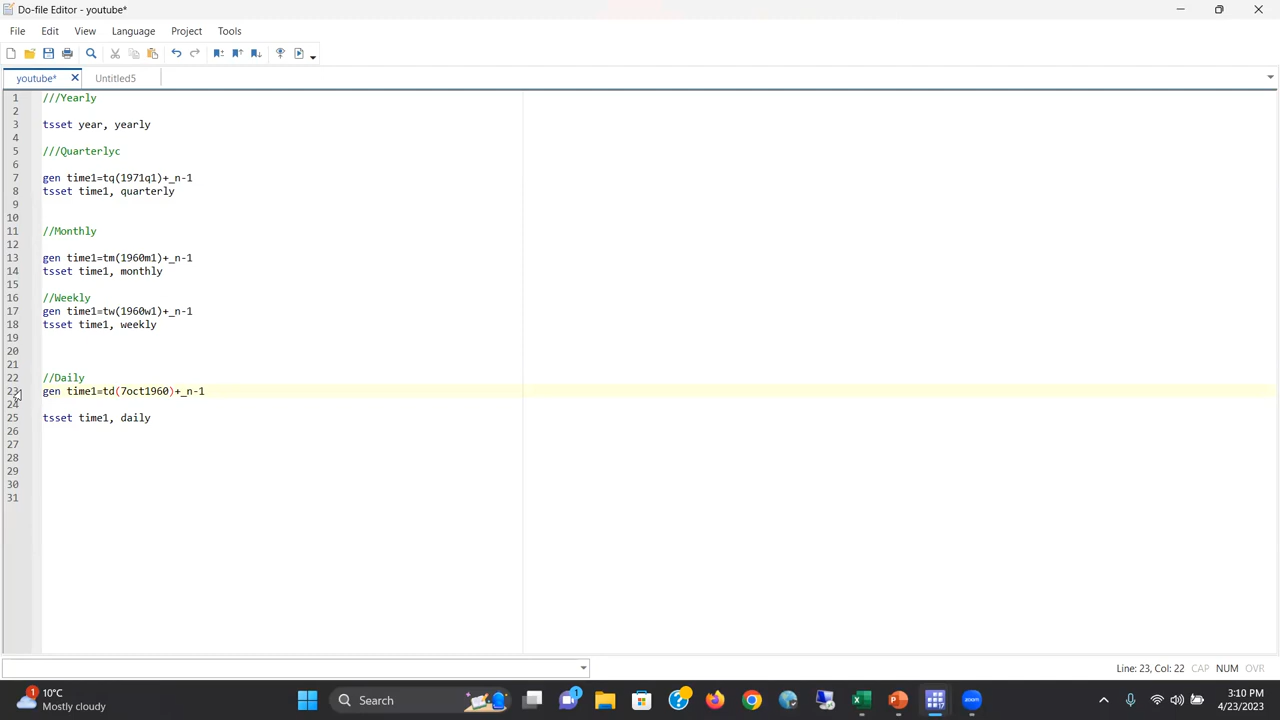 Do-file Editor - youtube*
File Edit View Language Project Tools
youtube* Untitled5
1 ///Yearly
2
3 tsset year, yearly
4
5 ///Quarterlyc
6
7 gen time1=tq(1971q1)+_n-1
8 tsset time1, quarterly
9
10
11 //Monthly
12
13 gen time1=tm(1960m1)+_n-1
14 tsset time1, monthly
15
16 //Weekly
17 gen time1=tw(1960w1)+_n-1
18 tsset time1, weekly
19
20
21
22 //Daily
23 gen time1=td(7oct1960)+_n-1
24
25 tsset time1, daily
26
27
28
29
30
31
Line: 23, Col: 22 CAP NUM OVR
1 10°C
Mostly cloudy
Search
1
17
zoom
3:10 PM
4/23/2023